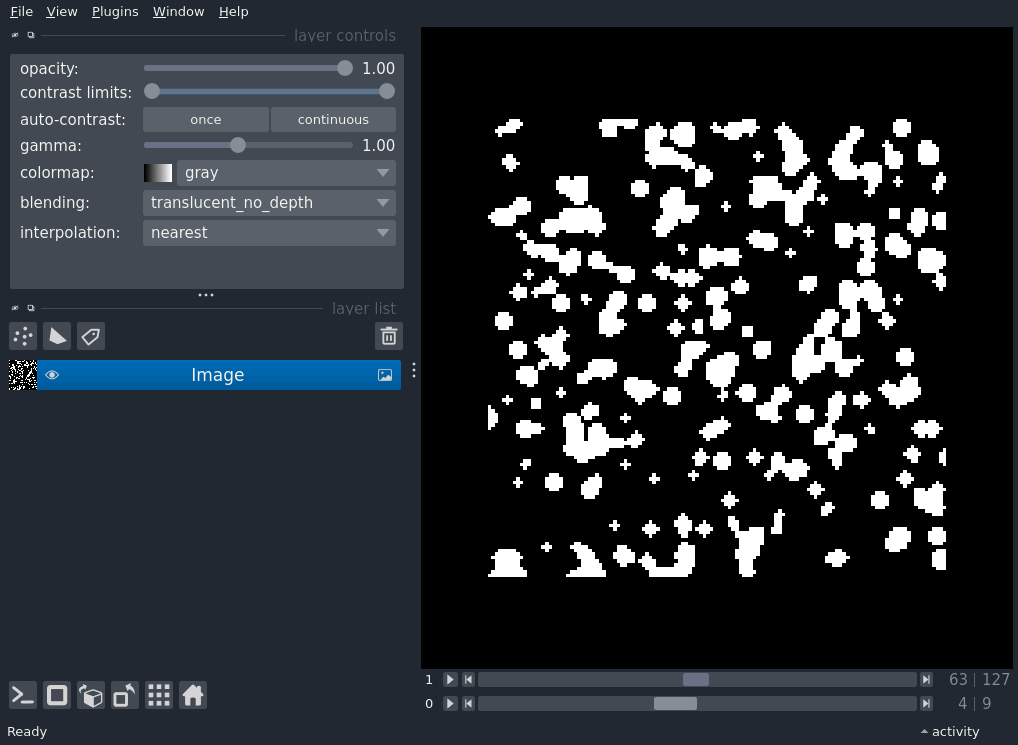 File View Plugins Window Help
layer controls
opacity: 1.00
contrast limits:
auto-contrast: once continuous
gamma: 1.00
colormap: gray
blending: translucent_no_depth
interpolation: nearest
layer list
Image
1 63 | 127
0 4 | 9
Ready activity